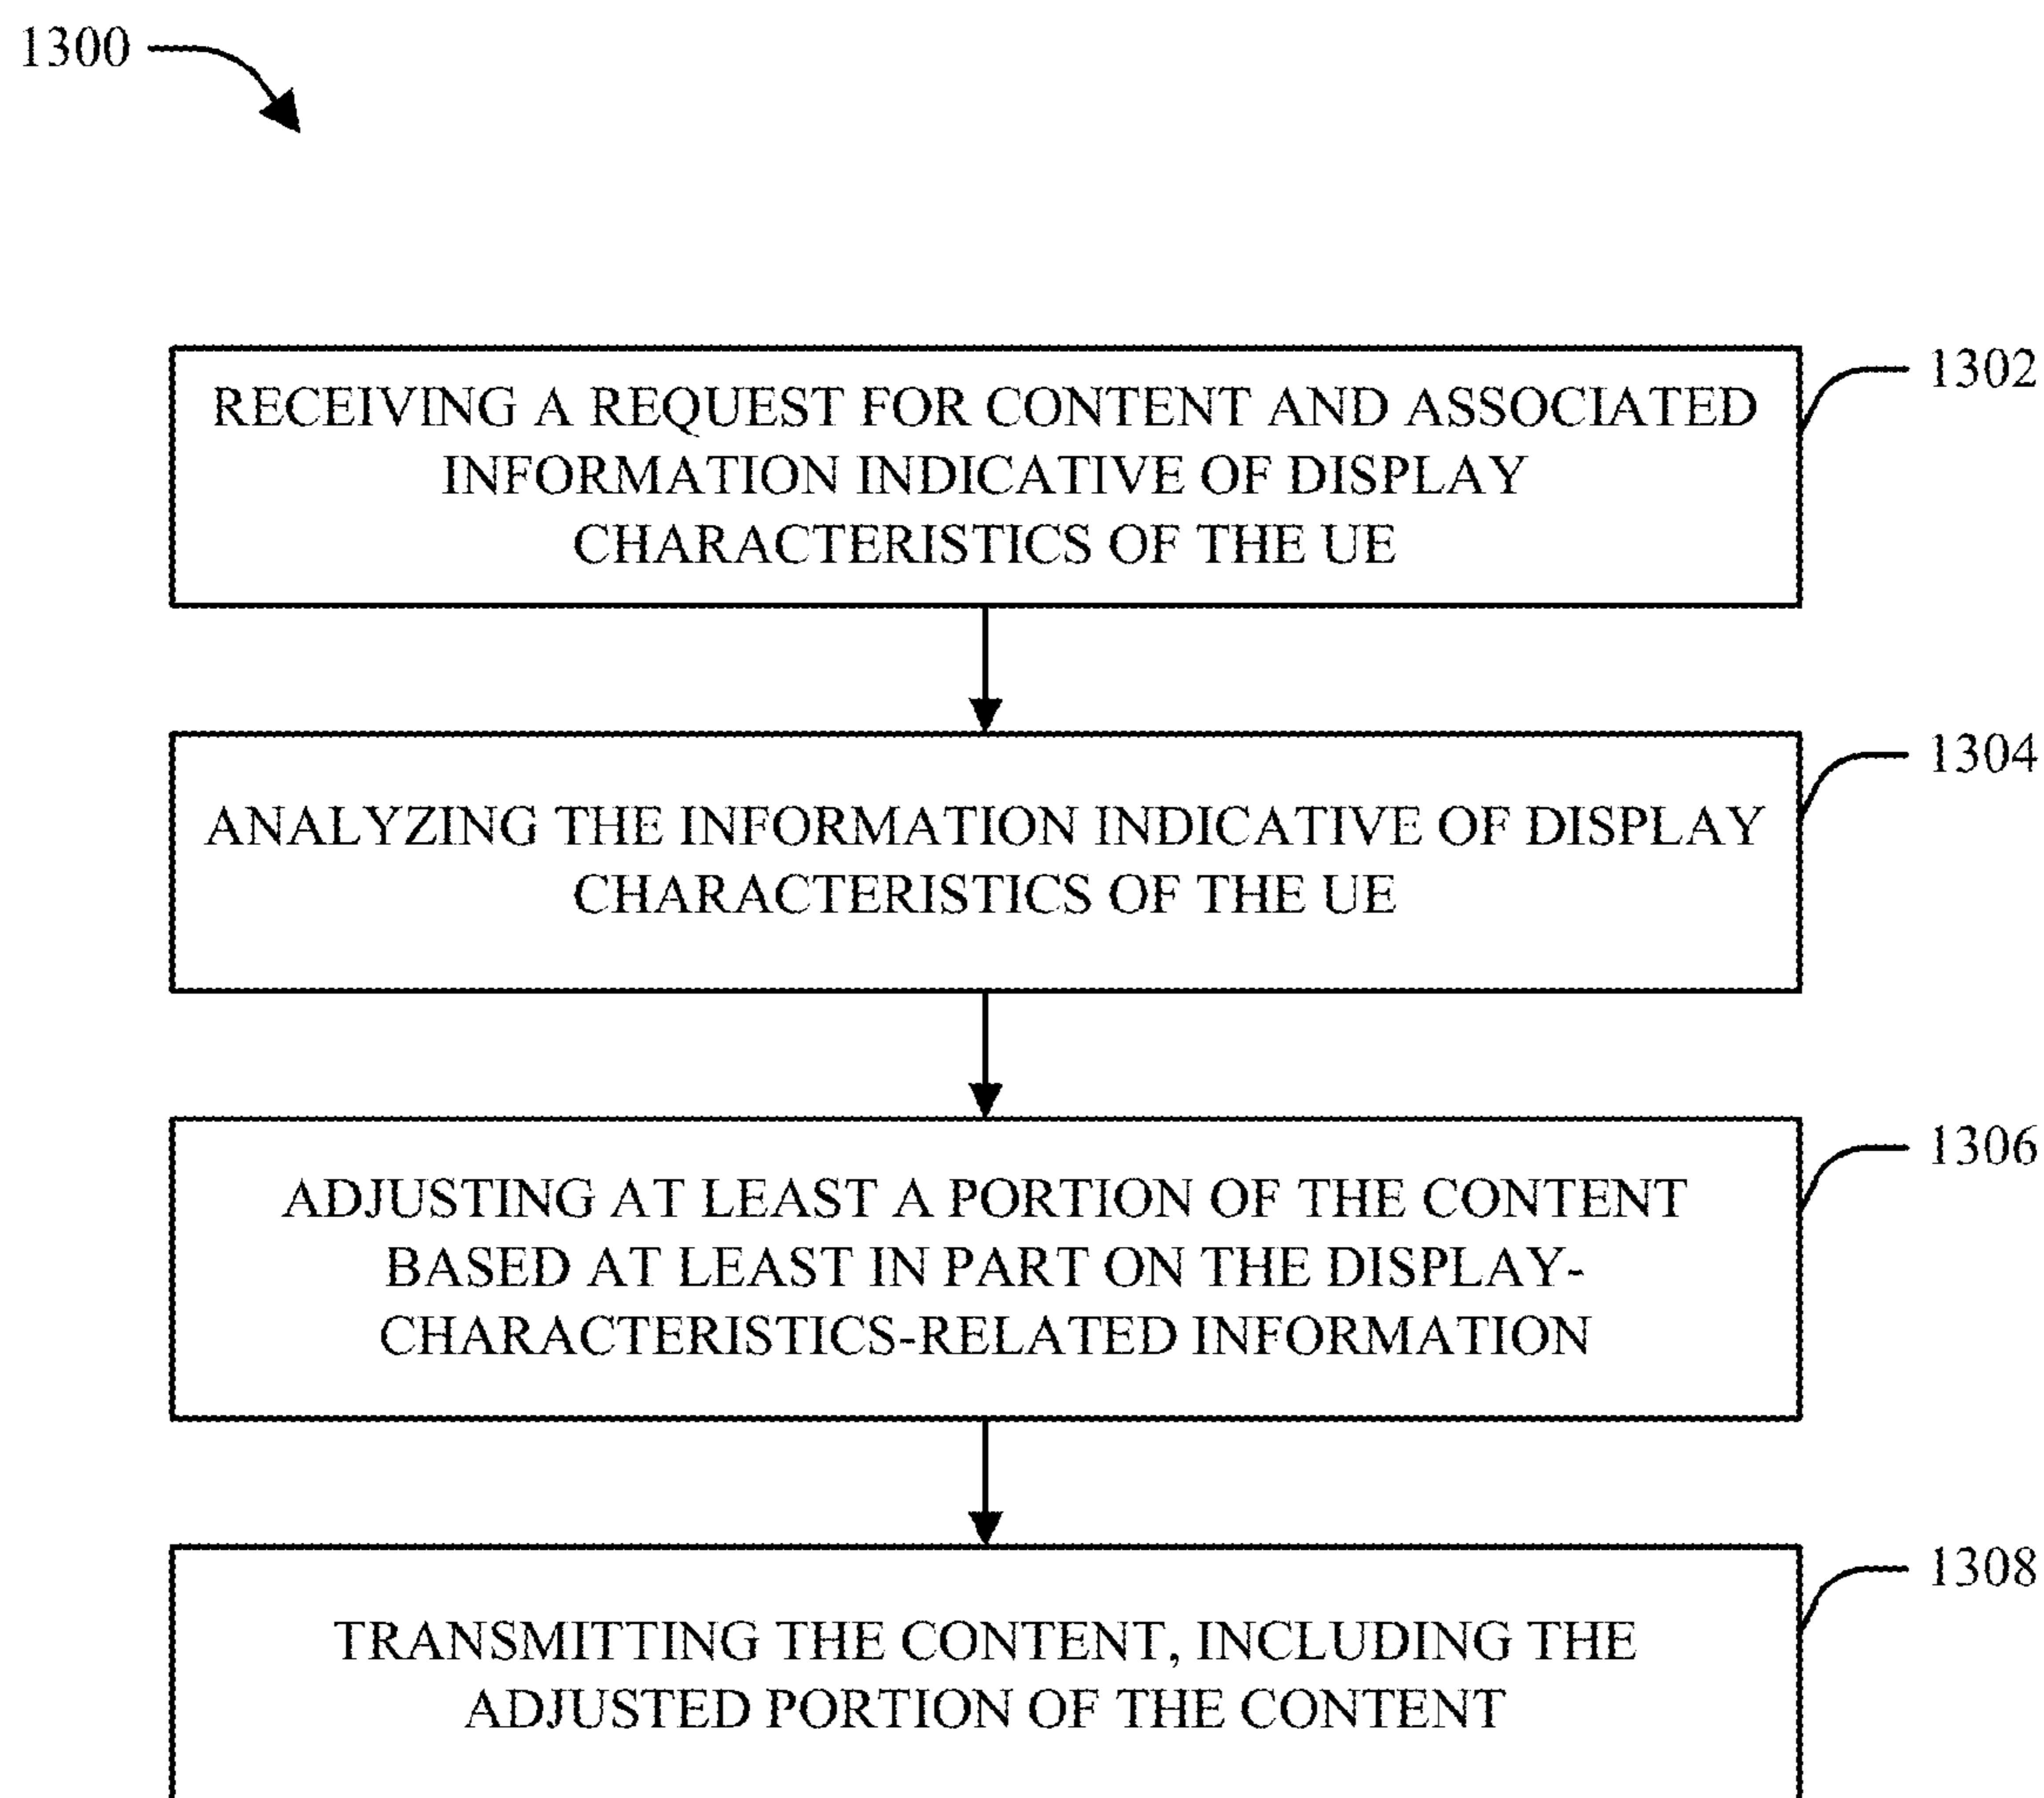 1300
RECEIVING A REQUEST FOR CONTENT AND ASSOCIATED
INFORMATION INDICATIVE OF DISPLAY
CHARACTERISTICS OF THE UE
1302
ANALYZING THE INFORMATION INDICATIVE OF DISPLAY
CHARACTERISTICS OF THE UE
1304
ADJUSTING AT LEAST A PORTION OF THE CONTENT
BASED AT LEAST IN PART ON THE DISPLAY-
CHARACTERISTICS-RELATED INFORMATION
1306
TRANSMITTING THE CONTENT, INCLUDING THE
ADJUSTED PORTION OF THE CONTENT
1308